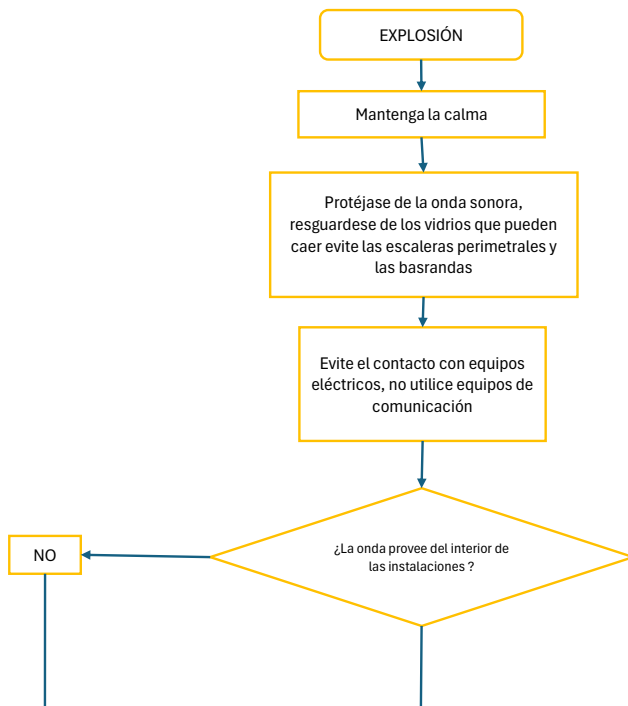 EXPLOSIÓN
Mantenga la calma
Protéjase de la onda sonora,
resguardese de los vidrios que pueden
caer evite las escaleras perimetrales y
las basrandas
Evite el contacto con equipos
eléctricos, no utilice equipos de
comunicación
¿La onda provee del interior de
las instalaciones ?
NO